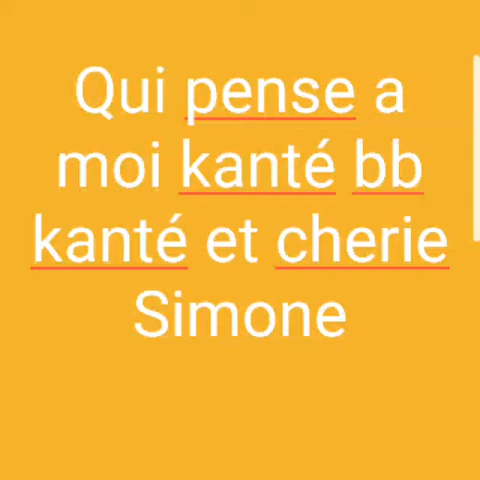 Qui pense a
moi kanté bb
kanté et cherie
Simone